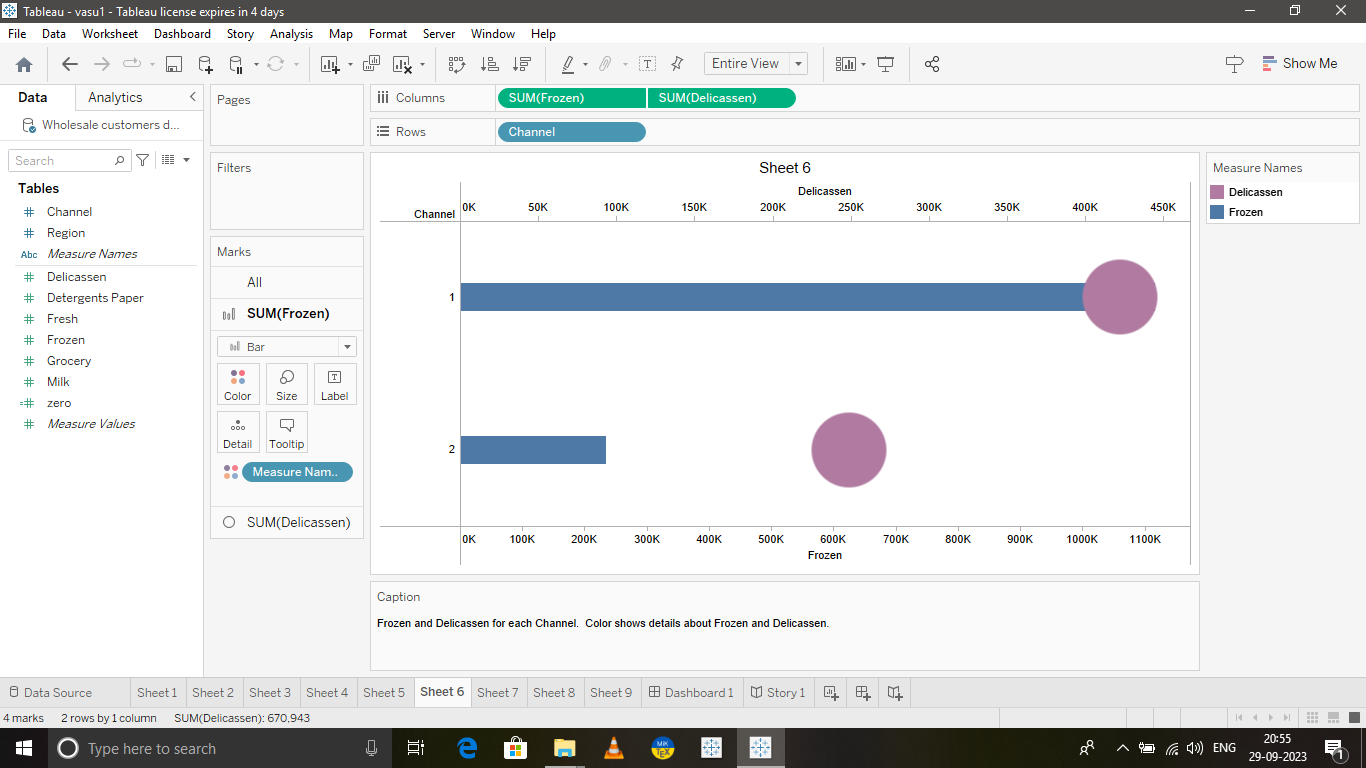 Tableau - vasu1 - Tableau license expires in 4 days
File Data Worksheet Dashboard Story Analysis Map Format Server Window Help
Entire View
Show Me
Data Analytics
Wholesale customers d...
Search
Tables
Channel
Region
Abc Measure Names
Delicassen
Detergents Paper
Fresh
Frozen
Grocery
Milk
zero
Measure Values
Pages
Filters
Marks
All
SUM(Frozen)
Bar
Color Size Label
Detail Tooltip
Measure Nam..
SUM(Delicassen)
Columns SUM(Frozen) SUM(Delicassen)
Rows Channel
Sheet 6
Delicassen
Channel 0K 50K 100K 150K 200K 250K 300K 350K 400K 450K
1
2
0K 100K 200K 300K 400K 500K 600K 700K 800K 900K 1000K 1100K
Frozen
Caption
Frozen and Delicassen for each Channel. Color shows details about Frozen and Delicassen.
Measure Names
Delicassen
Frozen
Data Source Sheet 1 Sheet 2 Sheet 3 Sheet 4 Sheet 5 Sheet 6 Sheet 7 Sheet 8 Sheet 9 Dashboard 1 Story 1
4 marks 2 rows by 1 column SUM(Delicassen): 670,943
Type here to search
MiK
TEX
ENG
20:55
29-09-2023
1